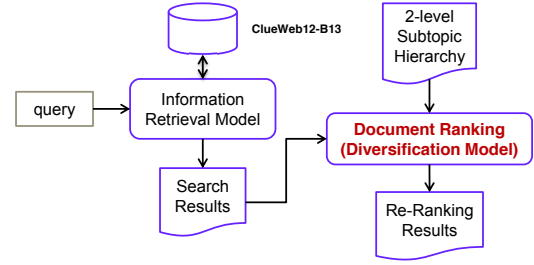 ClueWeb12-B13
2-level
Subtopic
Hierarchy
query
Information
Retrieval Model
Document Ranking
(Diversification Model)
Search
Results
Re-Ranking
Results